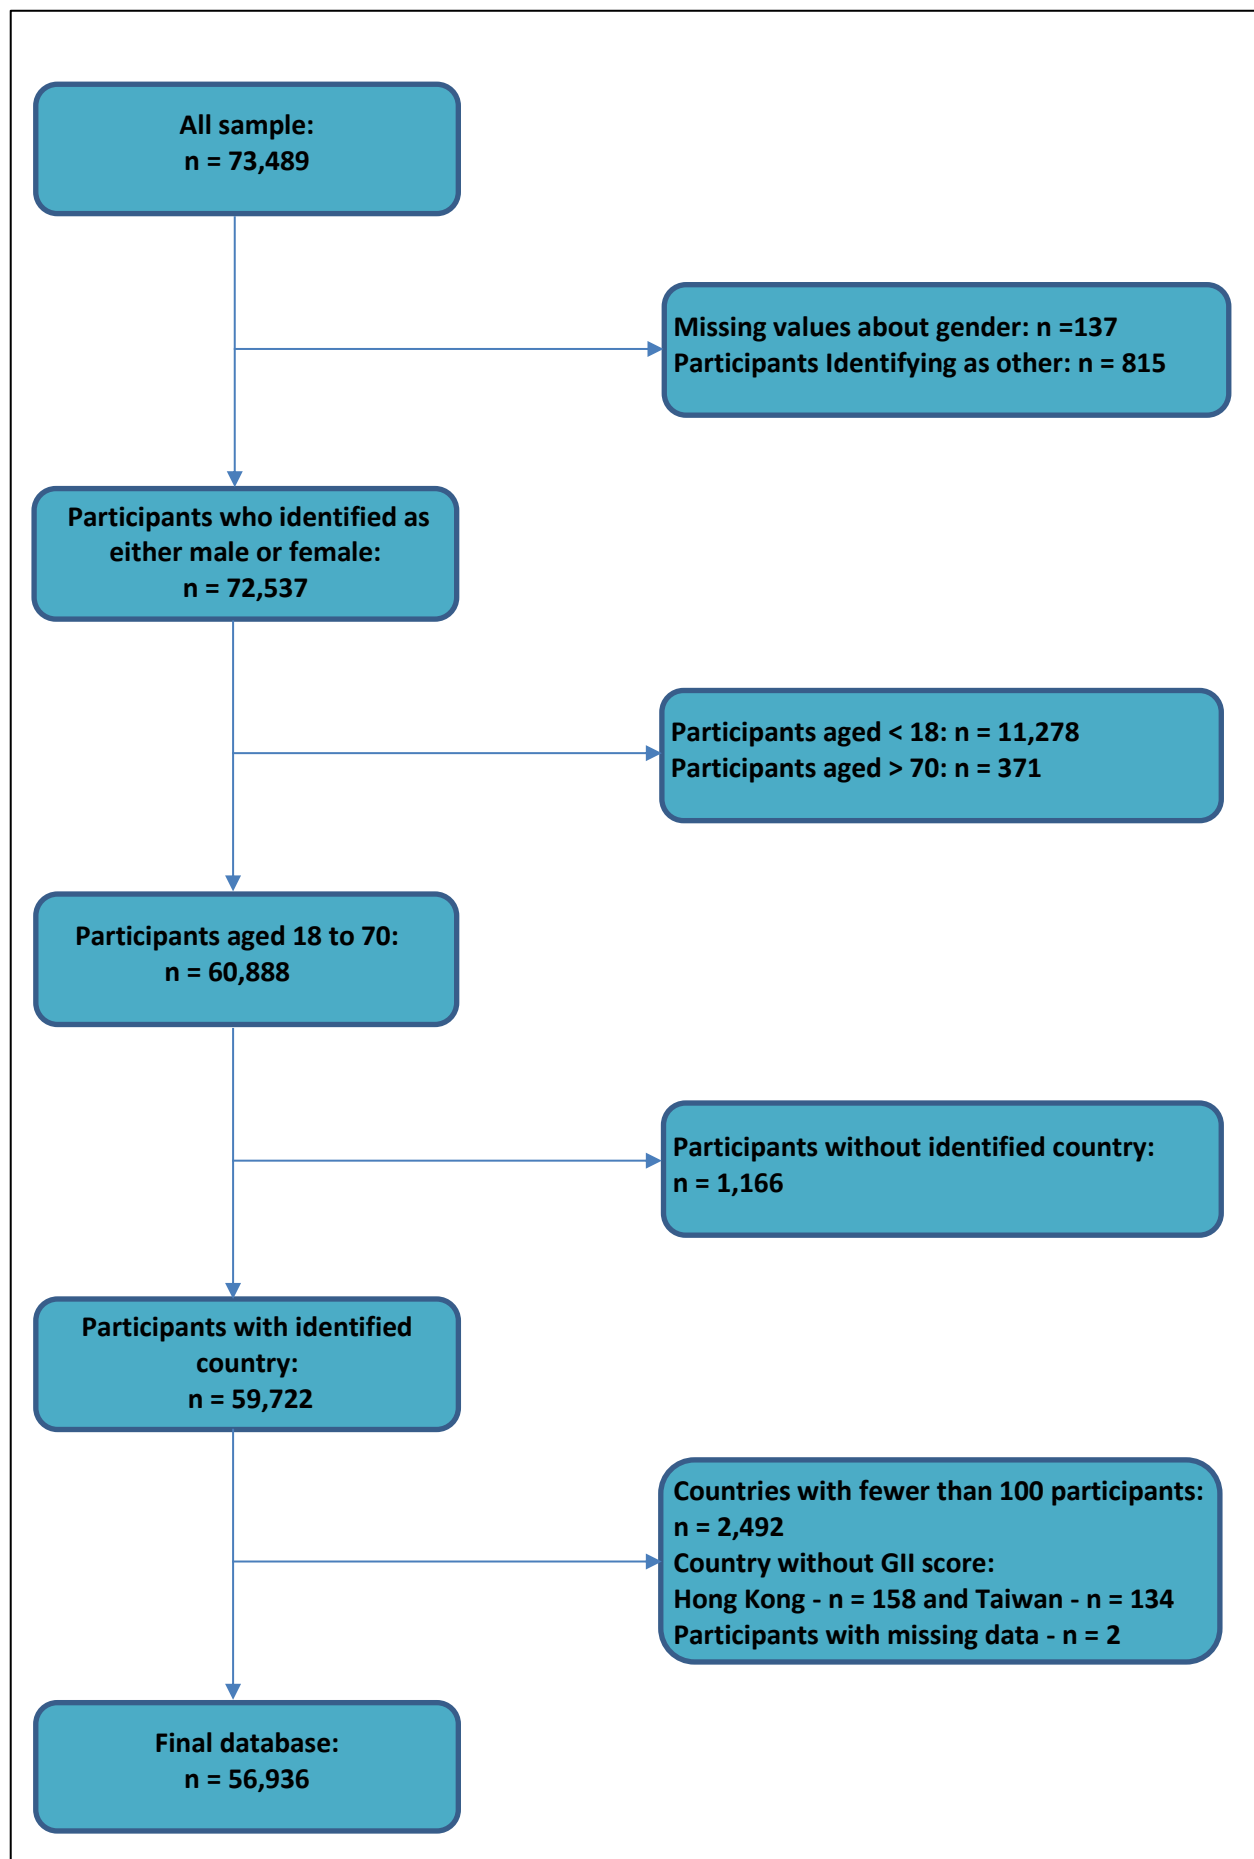 All sample:
n = 73,489
Missing values about gender: n =137
Participants Identifying as other: n = 815
Participants who identified as
either male or female:
n = 72,537
Participants aged < 18: n = 11,278
Participants aged > 70: n = 371
Participants aged 18 to 70:
n = 60,888
Participants without identified country:
n = 1,166
Participants with identified
country:
n = 59,722
Countries with fewer than 100 participants:
n = 2,492
Country without GII score:
Hong Kong - n = 158 and Taiwan - n = 134
Participants with missing data - n = 2
Final database:
n = 56,936